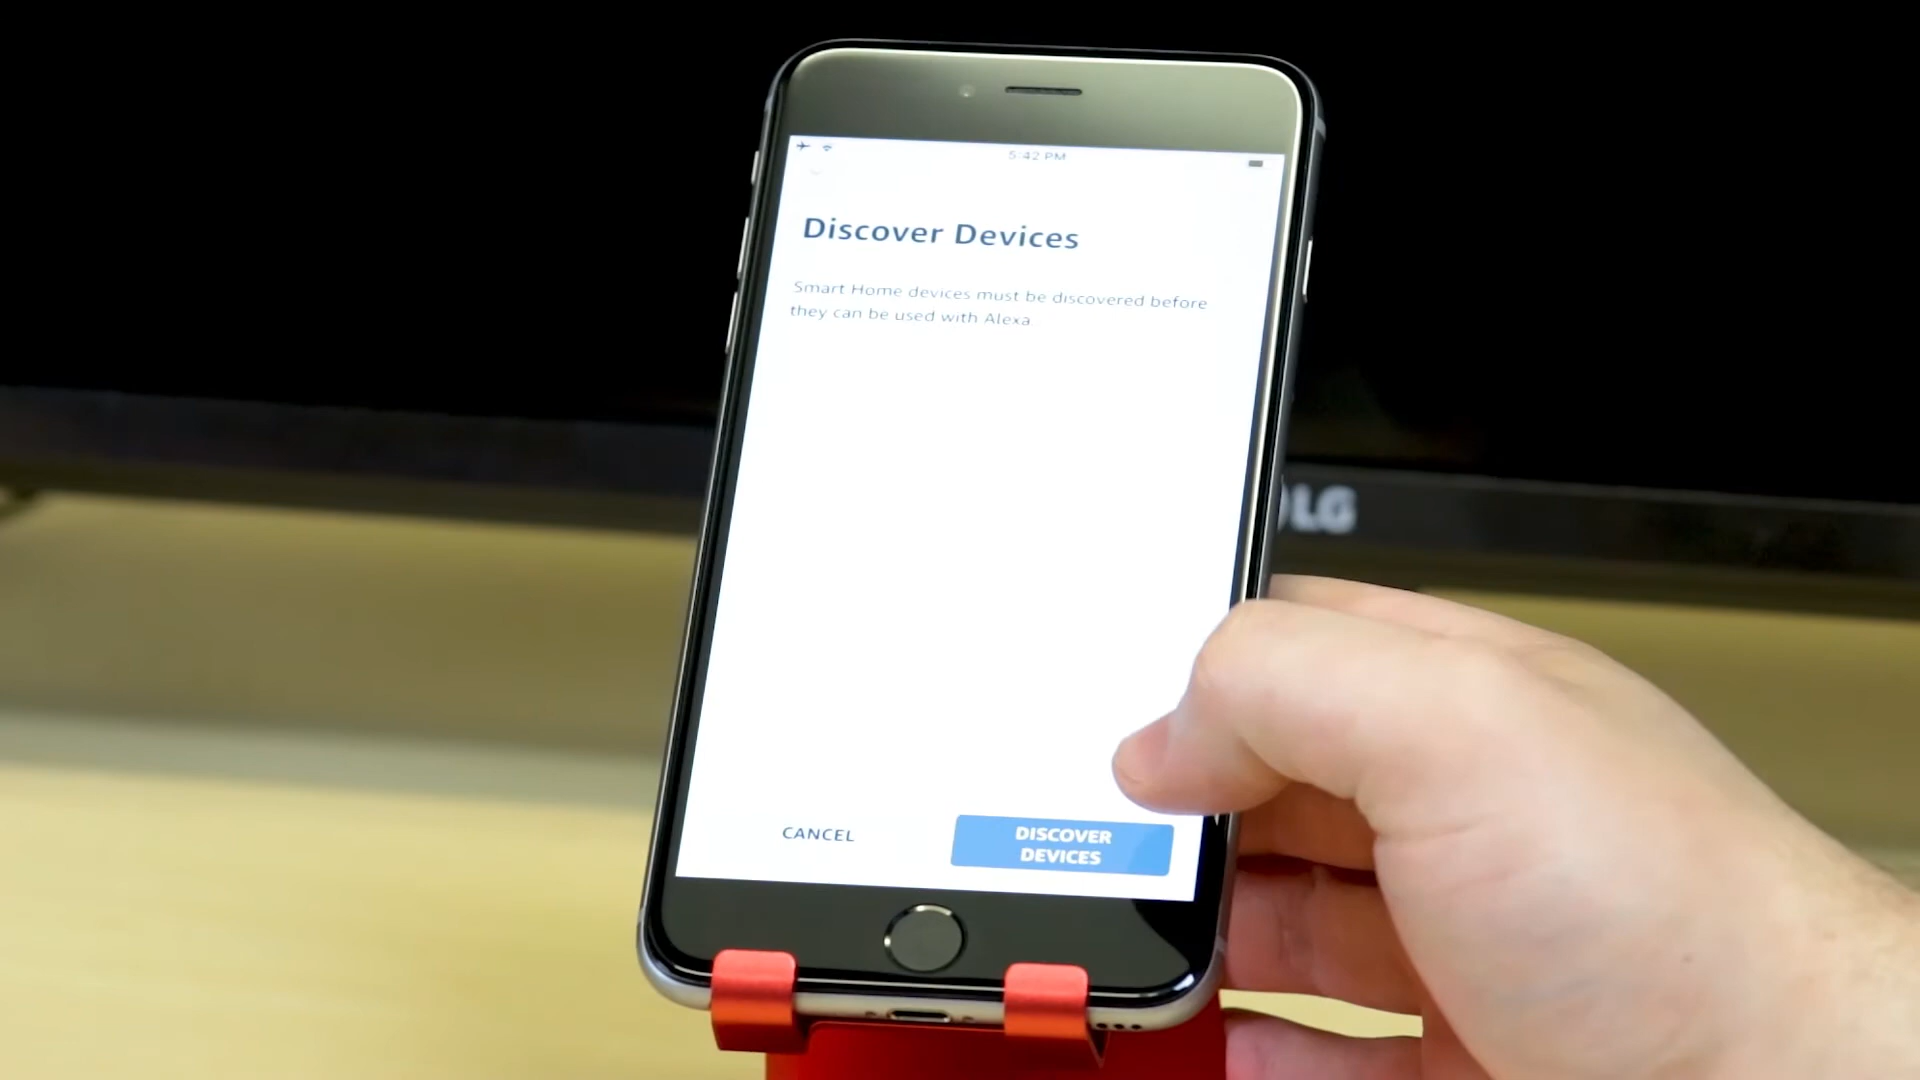 5:42 PM
Discover Devices
Smart Home devices must be discovered before
they can be used with Alexa.
LG
CANCEL
DISCOVER
DEVICES